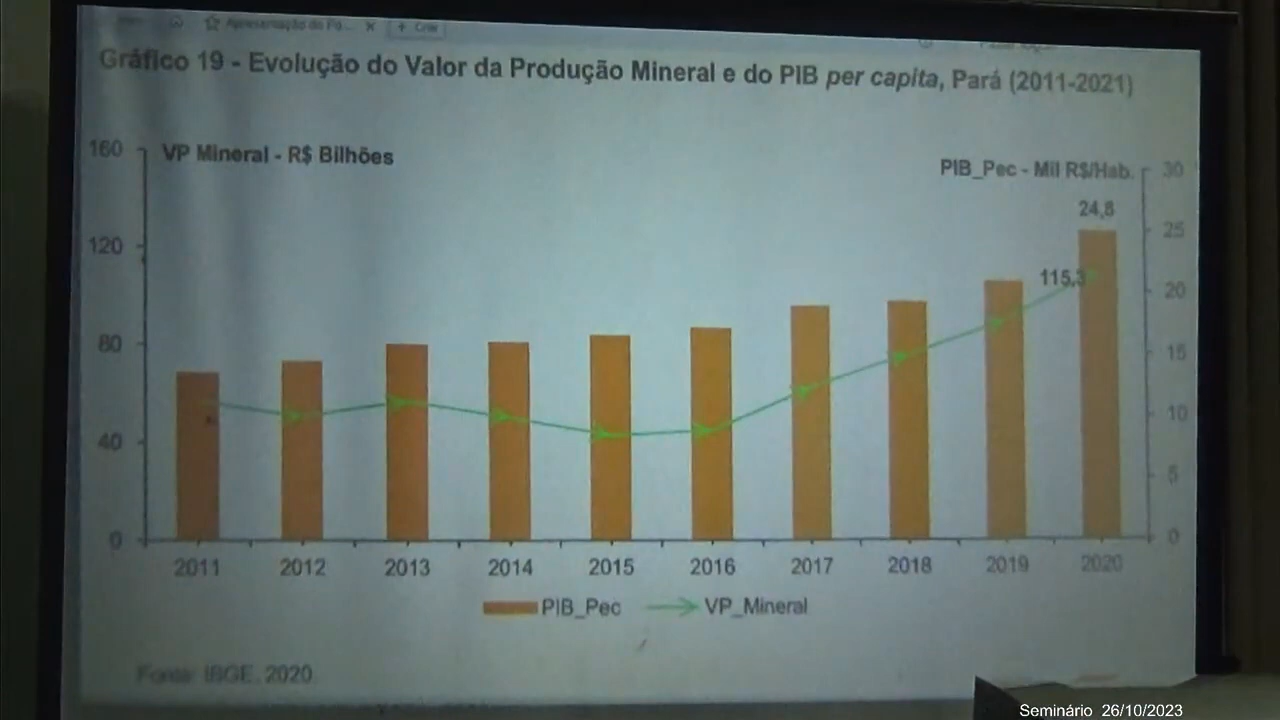 + Criar
Gráfico 19 - Evolução do Valor da Produção Mineral e do PIB per capita, Pará (2011-2021)
160
VP Mineral - R$ Bilhões
PIB_Pec - Mil R$/Hab.
30
24,8
120
25
115,3
20
80
15
40
10
5
0
0
2011 2012 2013 2014 2015 2016 2017 2018 2019 2020
PIB_Pec VP_Mineral
Fonte: IBGE, 2020
Seminário 26/10/2023